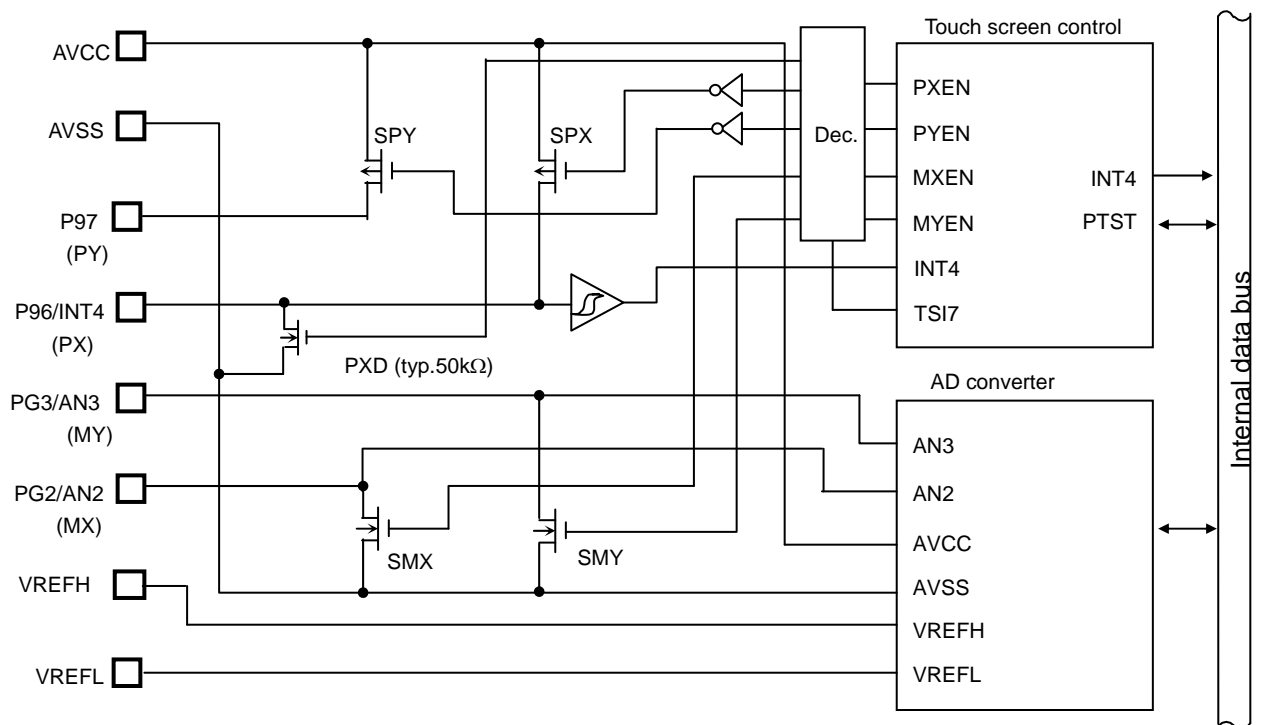 Touch screen control
AVCC
AVSS
P97
(PY)
P96/INT4
(PX)
PG3/AN3
(MY)
PG2/AN2
(MX)
VREFH
VREFL
SPY
SPX
PXD (typ.50kΩ)
SMX
SMY
Dec.
PXEN
PYEN
MXEN
MYEN
INT4
TSI7
INT4
PTST
AD converter
AN3
AN2
AVCC
AVSS
VREFH
VREFL
Internal data bus